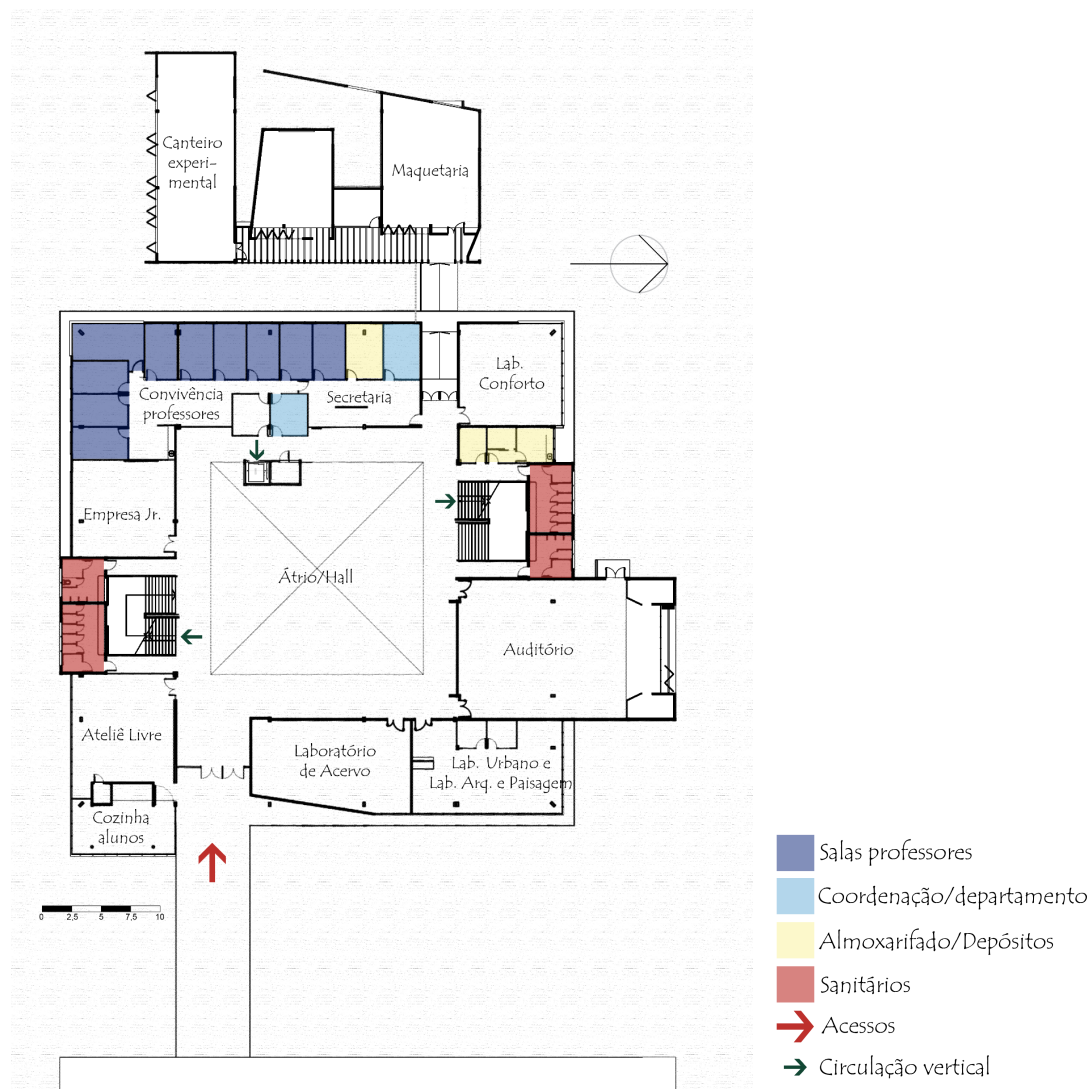 Canteiro
experi-
mental
Maquetaria
Lab.
Conforto
Convivência
professores
Secretaria
Empresa Jr.
Átrio/Hall
Auditório
Ateliê Livre
Laboratório
de Acervo
Lab. Urbano e
Lab. Arq. e Paisagem
Cozinha
alunos
0 2,5 5 7,5 10
Salas professores
Coordenação/departamento
Almoxarifado/Depósitos
Sanitários
Acessos
Circulação vertical